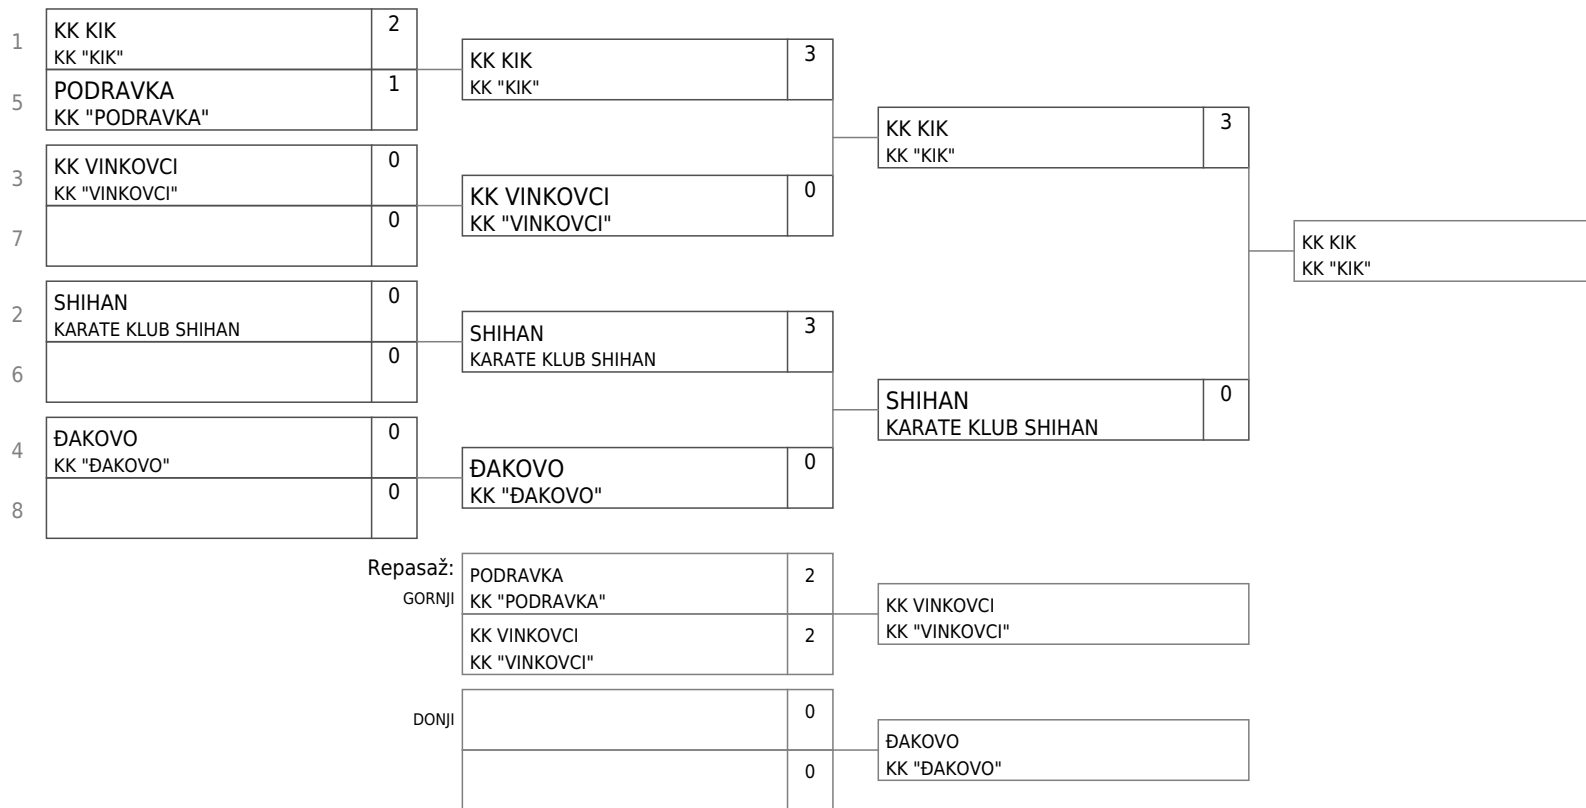 1
KK KIK
KK "KIK"
2
5
PODRAVKA
KK "PODRAVKA"
1
3
KK VINKOVCI
KK "VINKOVCI"
0
7
0
2
SHIHAN
KARATE KLUB SHIHAN
0
6
0
4
ĐAKOVO
KK "ĐAKOVO"
0
8
0
KK KIK
KK "KIK"
3
KK VINKOVCI
KK "VINKOVCI"
0
SHIHAN
KARATE KLUB SHIHAN
3
ĐAKOVO
KK "ĐAKOVO"
0
KK KIK
KK "KIK"
3
SHIHAN
KARATE KLUB SHIHAN
0
KK KIK
KK "KIK"
Repasaž:
GORNJI
PODRAVKA
KK "PODRAVKA"
2
KK VINKOVCI
KK "VINKOVCI"
2
KK VINKOVCI
KK "VINKOVCI"
DONJI
0
0
ĐAKOVO
KK "ĐAKOVO"